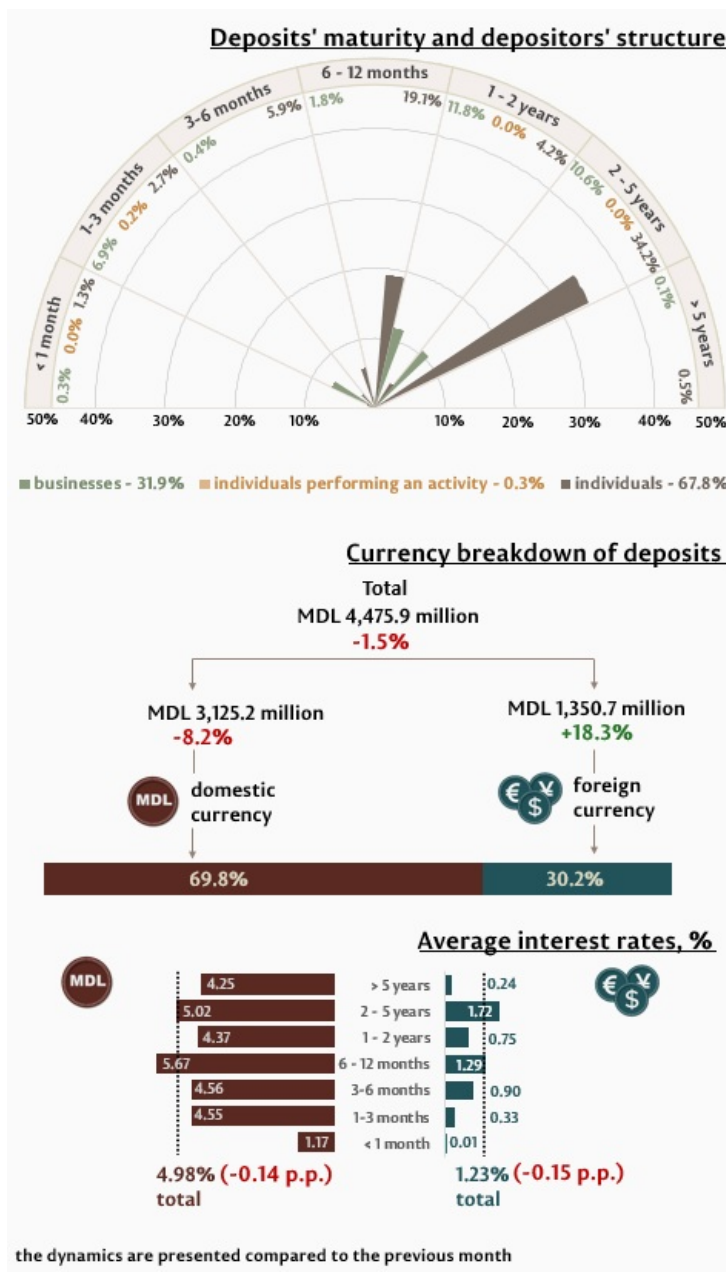 Deposits' maturity and depositors' structure
< 1 month
1-3 months
3-6 months
6 - 12 months
1 - 2 years
2 - 5 years
> 5 years
0.3%
0.0%
1.3%
6.9%
0.2%
2.7%
0.4%
5.9%
1.8%
19.1%
11.8%
0.0%
4.2%
10.6%
0.0%
34.2%
0.1%
0.5%
50% 40% 30% 20% 10% 10% 20% 30% 40% 50%
businesses - 31.9% individuals performing an activity - 0.3% individuals - 67.8%
Currency breakdown of deposits
Total
MDL 4,475.9 million
-1.5%
MDL 3,125.2 million
-8.2%
MDL
domestic
currency
MDL 1,350.7 million
+18.3%
€ ¥
$
foreign
currency
69.8% 30.2%
Average interest rates, %
MDL
€ ¥
$
4.25 > 5 years 0.24
5.02 2 - 5 years 1.72
4.37 1 - 2 years 0.75
5.67 6 - 12 months 1.29
4.56 3-6 months 0.90
4.55 1-3 months 0.33
1.17 < 1 month 0.01
4.98% (-0.14 p.p.)
total
1.23% (-0.15 p.p.)
total
the dynamics are presented compared to the previous month